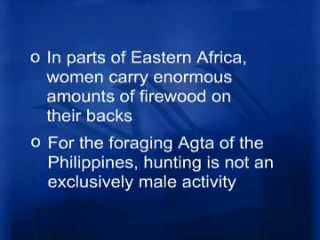 o In parts of Eastern Africa,
women carry enormous
amounts of firewood on
their backs
o For the foraging Agta of the
Philippines, hunting is not an
exclusively male activity